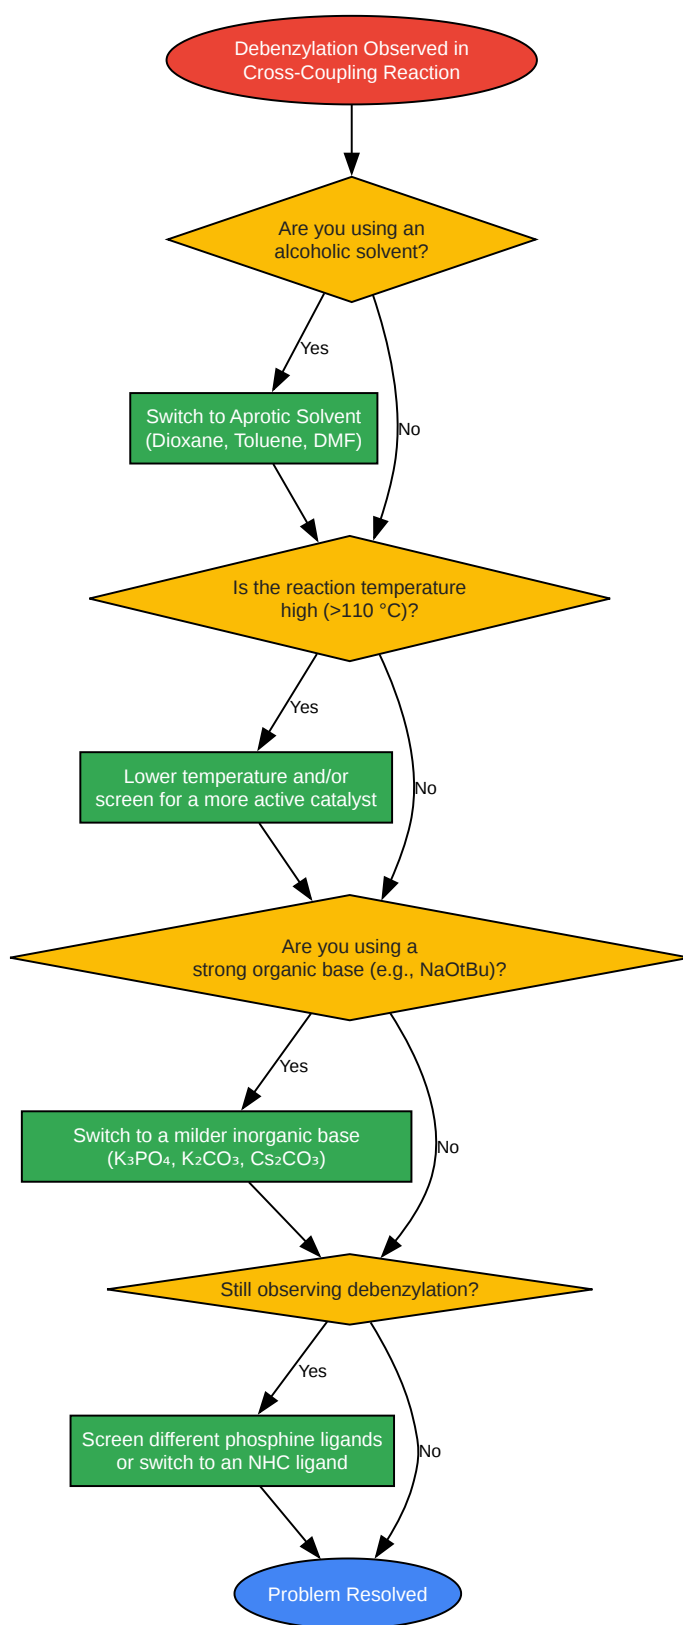 Debenzylation Observed in
Cross-Coupling Reaction
Are you using an
alcoholic solvent?
Yes
Switch to Aprotic Solvent
(Dioxane, Toluene, DMF)
No
Is the reaction temperature
high (>110 °C)?
Yes
Lower temperature and/or
screen for a more active catalyst
No
Are you using a
strong organic base (e.g., NaOtBu)?
Yes
Switch to a milder inorganic base
(K₃PO₄, K₂CO₃, Cs₂CO₃)
No
Still observing debenzylation?
Yes
Screen different phosphine ligands
or switch to an NHC ligand
No
Problem Resolved